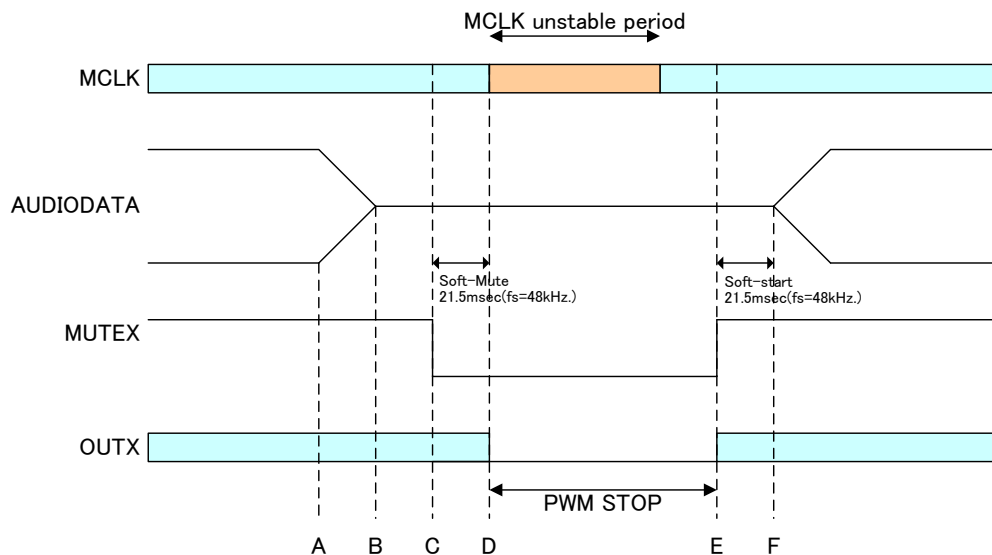 MCLK unstable period
MCLK
AUDIODATA
Soft-Mute
21.5msec(fs=48kHz.)
Soft-start
21.5msec(fs=48kHz.)
MUTEX
OUTX
PWM STOP
A B C D E F